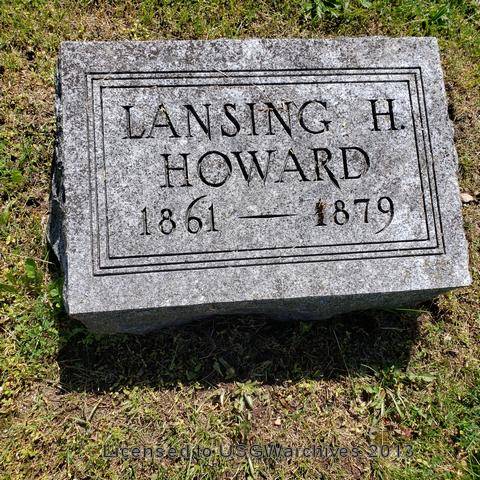 LANSING H.
HOWARD
1861 — 1879
Licensed to USGWarchives 2013